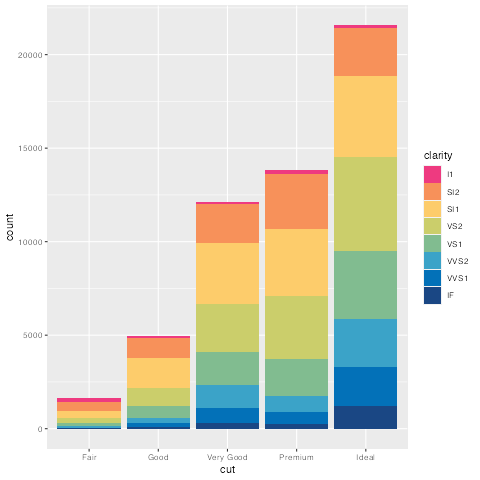 20000
15000
10000
5000
0
count
Fair
Good
Very Good
Premium
Ideal
cut
clarity
I1
SI2
SI1
VS2
VS1
VVS2
VVS1
IF